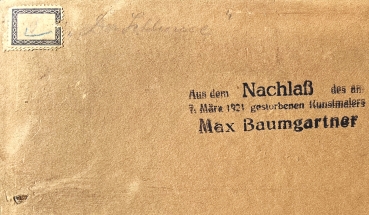 Aus dem Nachlaß des am
7. März 1921 gestorbenen Kunstmalers
Max Baumgartner